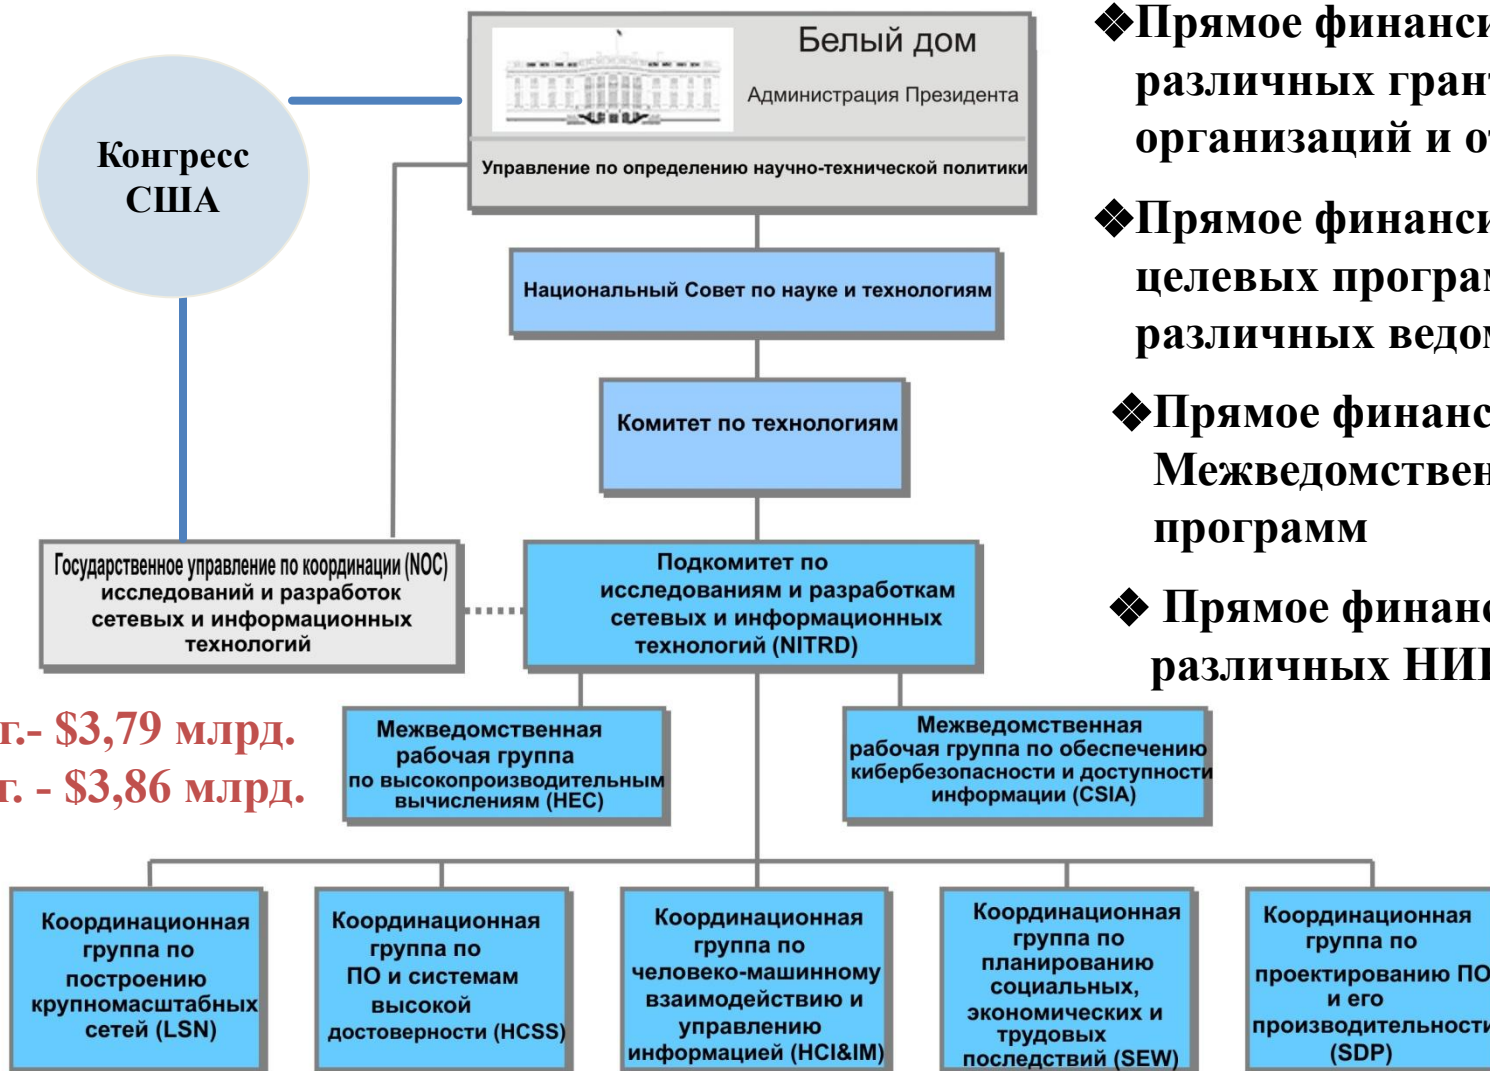 Белый дом
Администрация Президента
Управление по определению научно-технической политики
Конгресс
США
Национальный Совет по науке и технологиям
Комитет по технологиям
Государственное управление по координации (NOC)
исследований и разработок
сетевых и информационных
технологий
Подкомитет по
исследованиям и разработкам
сетевых и информационных
технологий (NITRD)
г.- $3,79 млрд.
г. - $3,86 млрд.
Межведомственная
рабочая группа
по высокопроизводительным
вычислениям (HEC)
Межведомственная
рабочая группа по обеспечению
кибербезопасности и доступности
информации (CSIA)
Координационная
группа по
построению
крупномасштабных
сетей (LSN)
Координационная
группа по
ПО и системам
высокой
достоверности (HCSS)
Координационная
группа по
человеко-машинному
взаимодействию и
управлению
информацией (HCI&IM)
Координационная
группа по
планированию
социальных,
экономических и
трудовых
последствий (SEW)
Координационная
группа по
проектированию ПО
и его
производительности
(SDP)
❖Прямое финанси
различных грант
организаций и от
❖Прямое финанси
целевых програм
различных ведом
❖Прямое финанс
Межведомствен
программ
❖ Прямое финанс
различных НИР